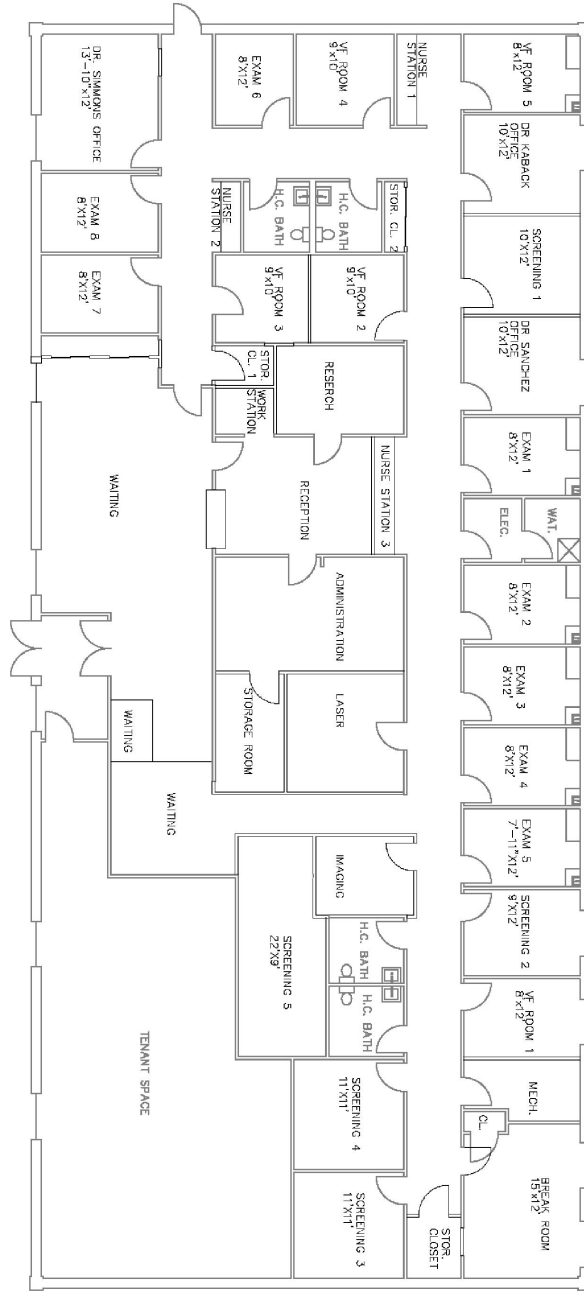 VF ROOM 5
8'X12'
DR KABACK
OFFICE
10'X12'
SCREENING 1
10'X12'
DR SANCHEZ
OFFICE
10'X12'
EXAM 1
8'X12'
WAT.
ELEC.
EXAM 2
8'X12'
EXAM 3
8'X12'
EXAM 4
8'X12'
EXAM 5
7'-11"X12'
SCREENING 2
9'X12'
VF ROOM 1
8'X12'
MECH.
CL.
BREAK ROOM
15'X12'
NURSE
STATION 1
STOR. CL. 2
NURSE STATION 3
STOR.
CLOSET
EXAM 6
8'X12'
VF ROOM 4
9'X10'
H.C. BATH
H.C. BATH
NURSE
STATION 2
VF ROOM 2
9'X10'
VF ROOM 3
9'X10'
STOR.
CL. 1
RESERCH
WORK
STATION
RECEPTION
ADMINISTRATION
LASER
STORAGE ROOM
IMAGING
H.C. BATH
H.C. BATH
SCREENING 5
22'X9'
SCREENING 4
11'X11'
SCREENING 3
11'X11'
DR. SIMMONS OFFICE
13'-10"X12'
EXAM 8
8'X12'
EXAM 7
8'X12'
WAITING
WAITING
WAITING
TENANT SPACE